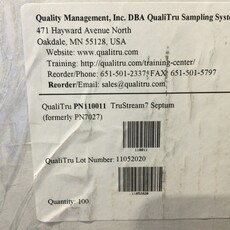 Quality Management, Inc. DBA QualiTru Sampling Syste
471 Hayward Avenue North
Oakdale, MN 55128, USA
Website: www.qualitru.com
Training: http://qualitru.com/training-center/
Reorder/Phone: 651-501-2337 FAX: 651-501-5797
Reorder/Email: sales@qualitru.com
QualiTru PN110011 TruStream7 Septum
(formerly PN7027)
110011
QualiTru Lot Number: 11052020
11052020
Quantity: 100